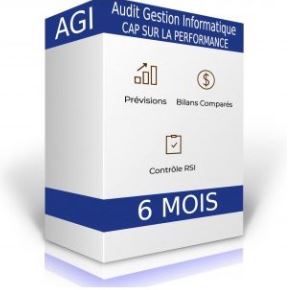 AGI
Audit Gestion Informatique
CAP SUR LA PERFORMANCE
Prévisions
Bilans Comparés
Contrôle RSI
6 MOIS